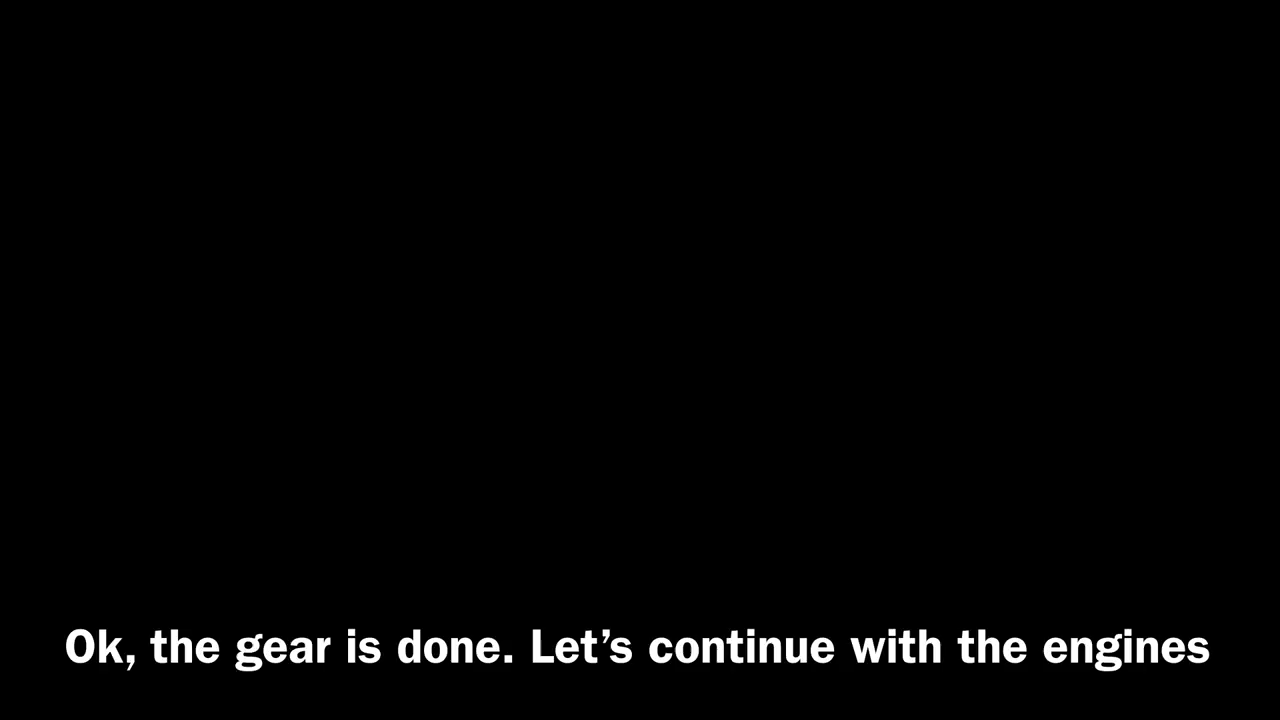 Ok, the gear is done. Let’s continue with the engines